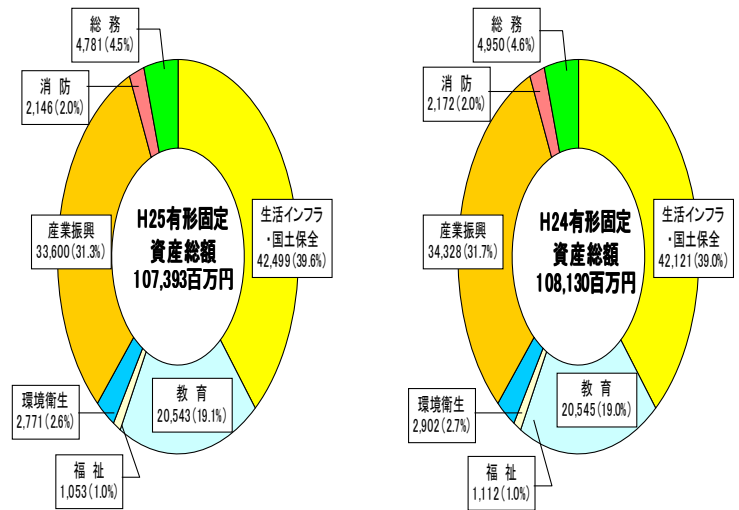 総 務
4,781(4.5%)
消 防
2,146(2.0%)
産業振興
33,600(31.3%)
H25有形固定
資産総額
107,393百万円
生活インフラ
・国土保全
42,499(39.6%)
教 育
20,543(19.1%)
環境衛生
2,771(2.6%)
福 祉
1,053(1.0%)
総 務
4,950(4.6%)
消 防
2,172(2.0%)
産業振興
34,328(31.7%)
H24有形固定
資産総額
108,130百万円
生活インフラ
・国土保全
42,121(39.0%)
教 育
20,545(19.0%)
環境衛生
2,902(2.7%)
福 祉
1,112(1.0%)